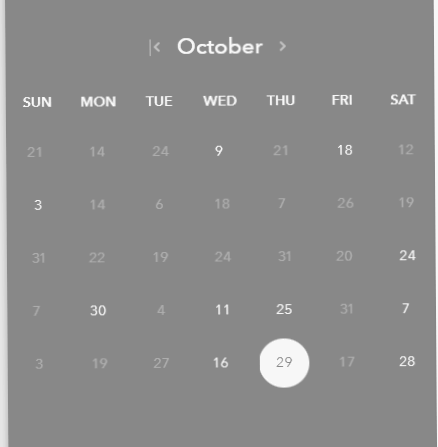 |< October >
SUN MON TUE WED THU FRI SAT
21 14 24 9 21 18 12
3 14 6 18 7 26 19
31 22 19 24 31 20 24
7 30 4 11 25 31 7
3 19 27 16 29 17 28